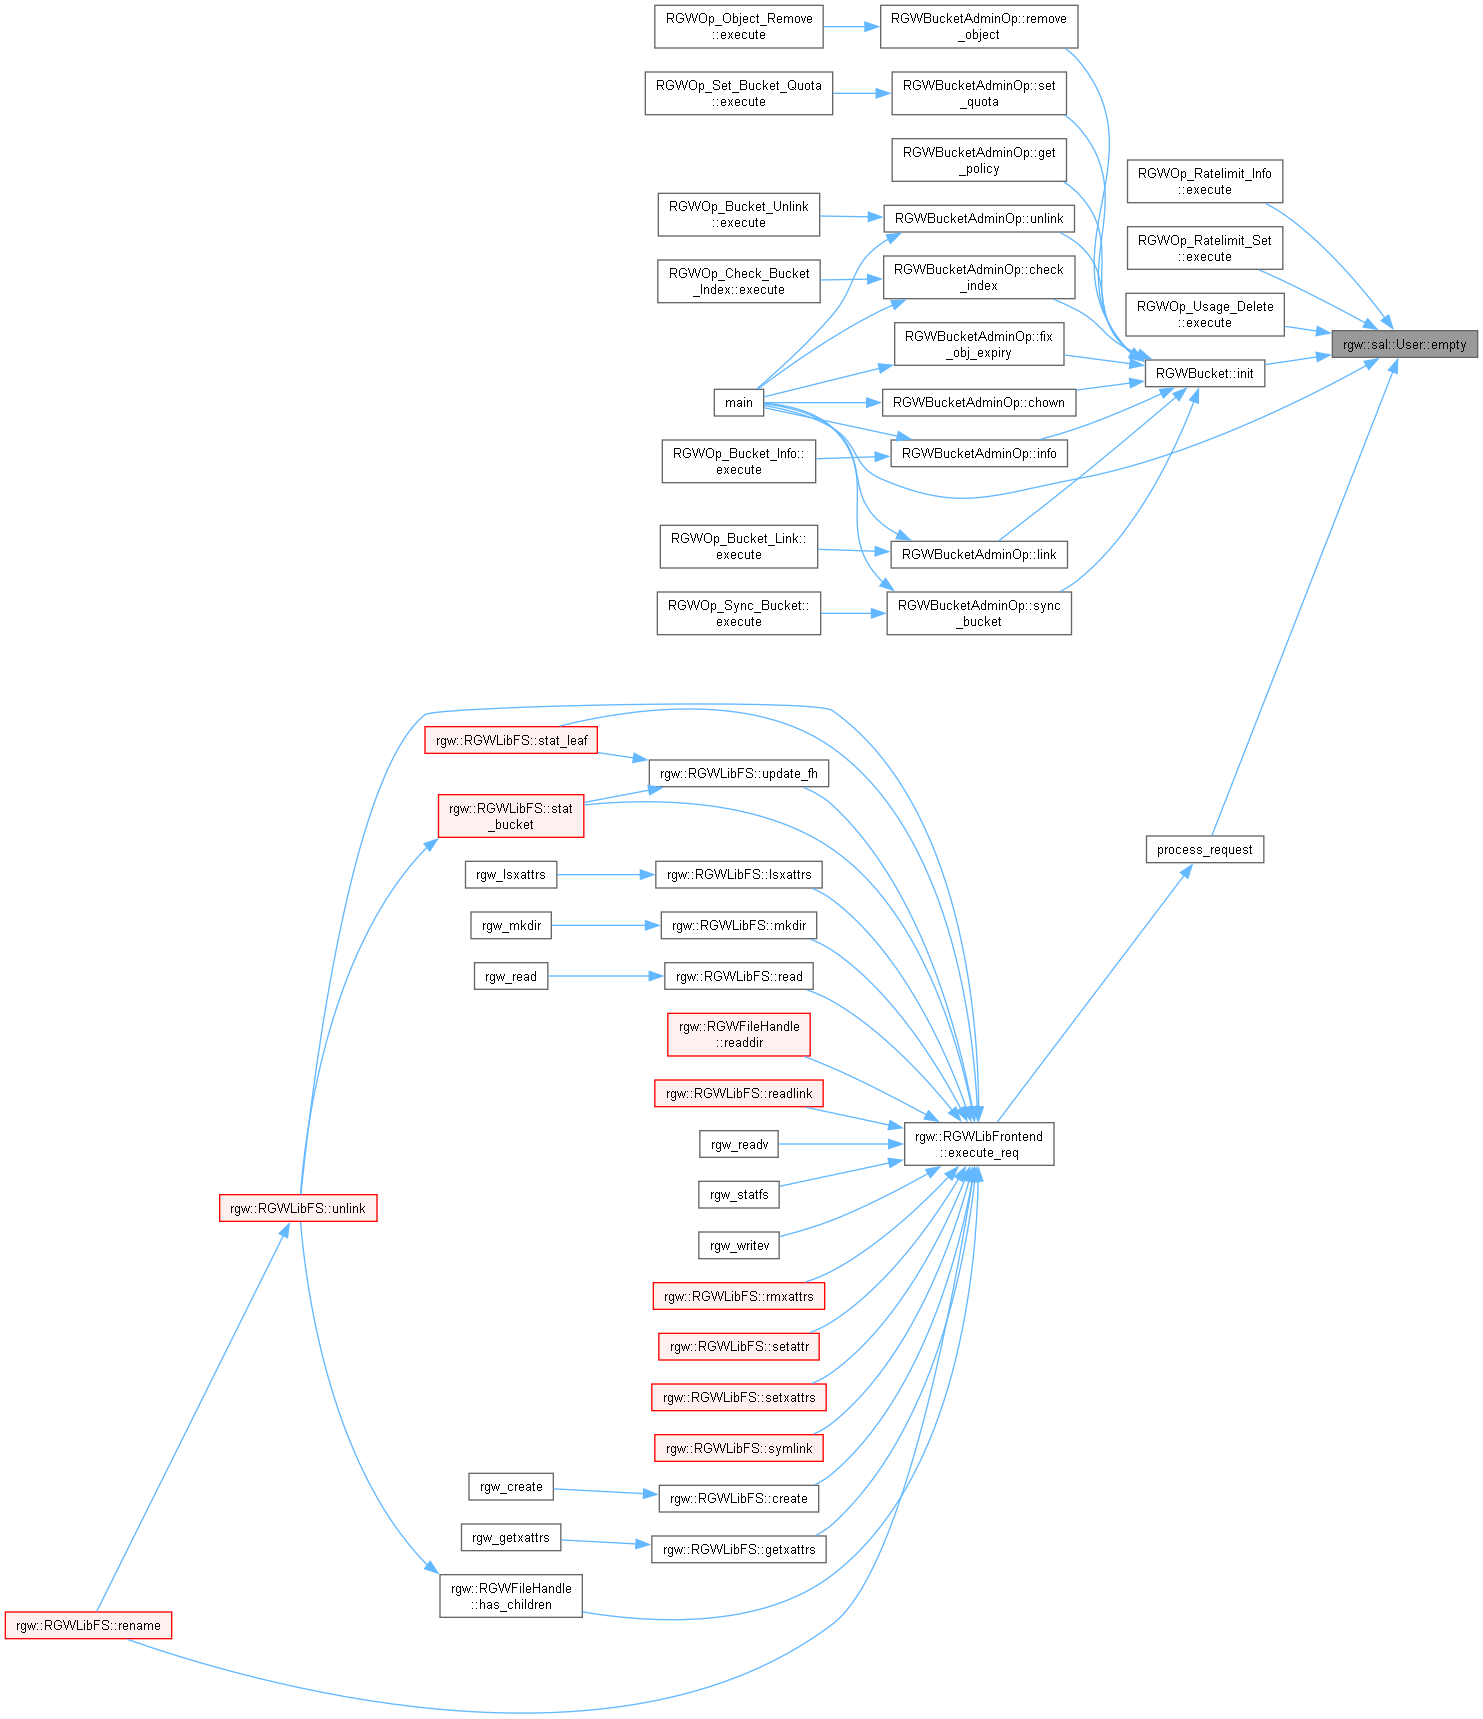 RGWOp_Object_Remove
::execute
RGWBucketAdminOp::remove
_object
RGWOp_Set_Bucket_Quota
::execute
RGWBucketAdminOp::set
_quota
RGWBucketAdminOp::get
_policy
RGWOp_Ratelimit_Info
::execute
RGWOp_Bucket_Unlink
::execute
RGWBucketAdminOp::unlink
RGWOp_Ratelimit_Set
::execute
RGWOp_Check_Bucket
_Index::execute
RGWBucketAdminOp::check
_index
RGWOp_Usage_Delete
::execute
RGWBucketAdminOp::fix
_obj_expiry
rgw::sal::User::empty
RGWBucket::init
main
RGWBucketAdminOp::chown
RGWOp_Bucket_Info::
execute
RGWBucketAdminOp::info
RGWOp_Bucket_Link::
execute
RGWBucketAdminOp::link
RGWOp_Sync_Bucket::
execute
RGWBucketAdminOp::sync
_bucket
rgw::RGWLibFS::stat_leaf
rgw::RGWLibFS::update_fh
rgw::RGWLibFS::stat
_bucket
process_request
rgw_lsxattrs
rgw::RGWLibFS::lsxattrs
rgw_mkdir
rgw::RGWLibFS::mkdir
rgw_read
rgw::RGWLibFS::read
rgw::RGWFileHandle
::readdir
rgw::RGWLibFS::readlink
rgw_readv
rgw::RGWLibFrontend
::execute_req
rgw_statfs
rgw::RGWLibFS::unlink
rgw_writev
rgw::RGWLibFS::rmxattrs
rgw::RGWLibFS::setattr
rgw::RGWLibFS::setxattrs
rgw::RGWLibFS::symlink
rgw_create
rgw::RGWLibFS::create
rgw_getxattrs
rgw::RGWLibFS::getxattrs
rgw::RGWFileHandle
::has_children
rgw::RGWLibFS::rename